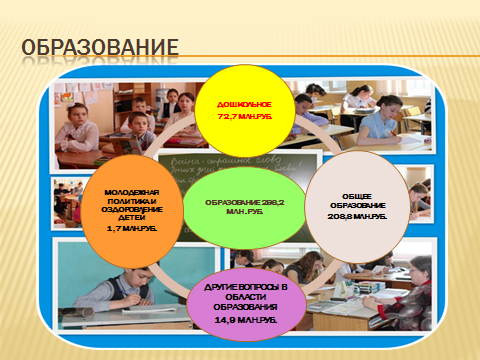 ОБРАЗОВАНИЕ
ДОШКОЛЬНОЕ
72,7 МЛН.РУБ.
МОЛОДЕЖНАЯ
ПОЛИТИКА И
ОЗДОРОВЛЕНИЕ
ДЕТЕЙ
1,7 МЛН.РУБ.
ОБРАЗОВАНИЕ 298,2
МЛН. РУБ.
ОБЩЕЕ
ОБРАЗОВАНИЕ
208,8 МЛН.РУБ.
ДРУГИЕ ВОПРОСЫ В
ОБЛАСТИ
ОБРАЗОВАНИЯ
14,9 МЛН.РУБ.